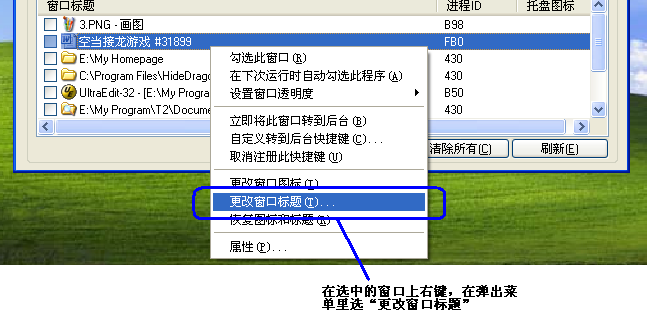 窗口标题 进程ID 托盘图标
3.PNG - 画图 B98
空当接龙游戏 #31899 FB0
E:\My Homepage 430
C:\Program Files\HideDrago 430
UltraEdit-32 - [E:\My Progra B50
E:\My Program\T2\Docume 430
勾选此窗口(R)
在下次运行时自动勾选此程序(A)
设置窗口透明度
立即将此窗口转到后台(B)
自定义转到后台快捷键(C)...
取消注册此快捷键(U)
更改窗口图标(I)...
更改窗口标题(T)...
恢复图标和标题(R)
属性(P)...
清除所有(C) 刷新(E)
在选中的窗口上右键，在弹出菜
单里选“更改窗口标题”